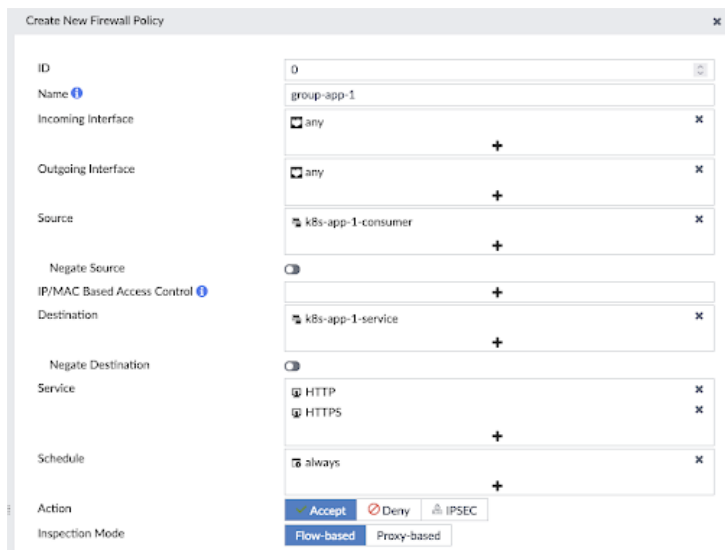 Create New Firewall Policy
ID
0
Name
group-app-1
Incoming Interface
any
Outgoing Interface
any
Source
k8s-app-1-consumer
Negate Source
IP/MAC Based Access Control
Destination
k8s-app-1-service
Negate Destination
Service
HTTP
HTTPS
Schedule
always
Action
Accept Deny IPSEC
Inspection Mode
Flow-based Proxy-based